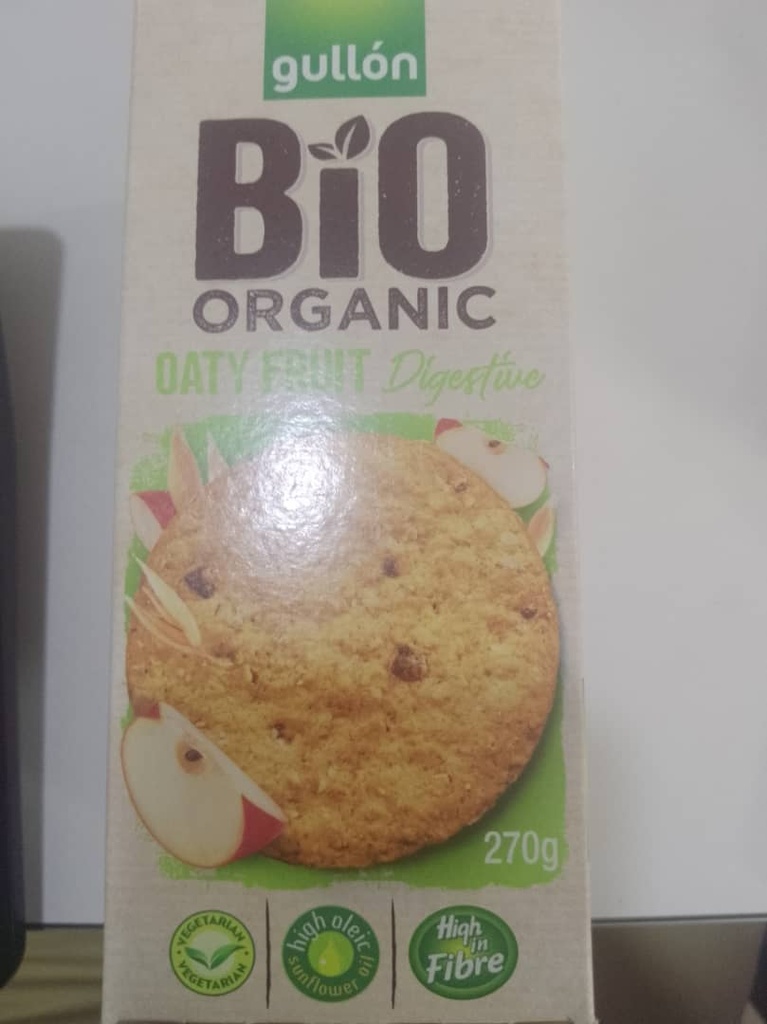 gullón
BiO
ORGANIC
OATY FRUIT Digestive
270g
VEGETARIAN
VEGETARIAN
high oleic
sunflower oil
High
in
Fibre